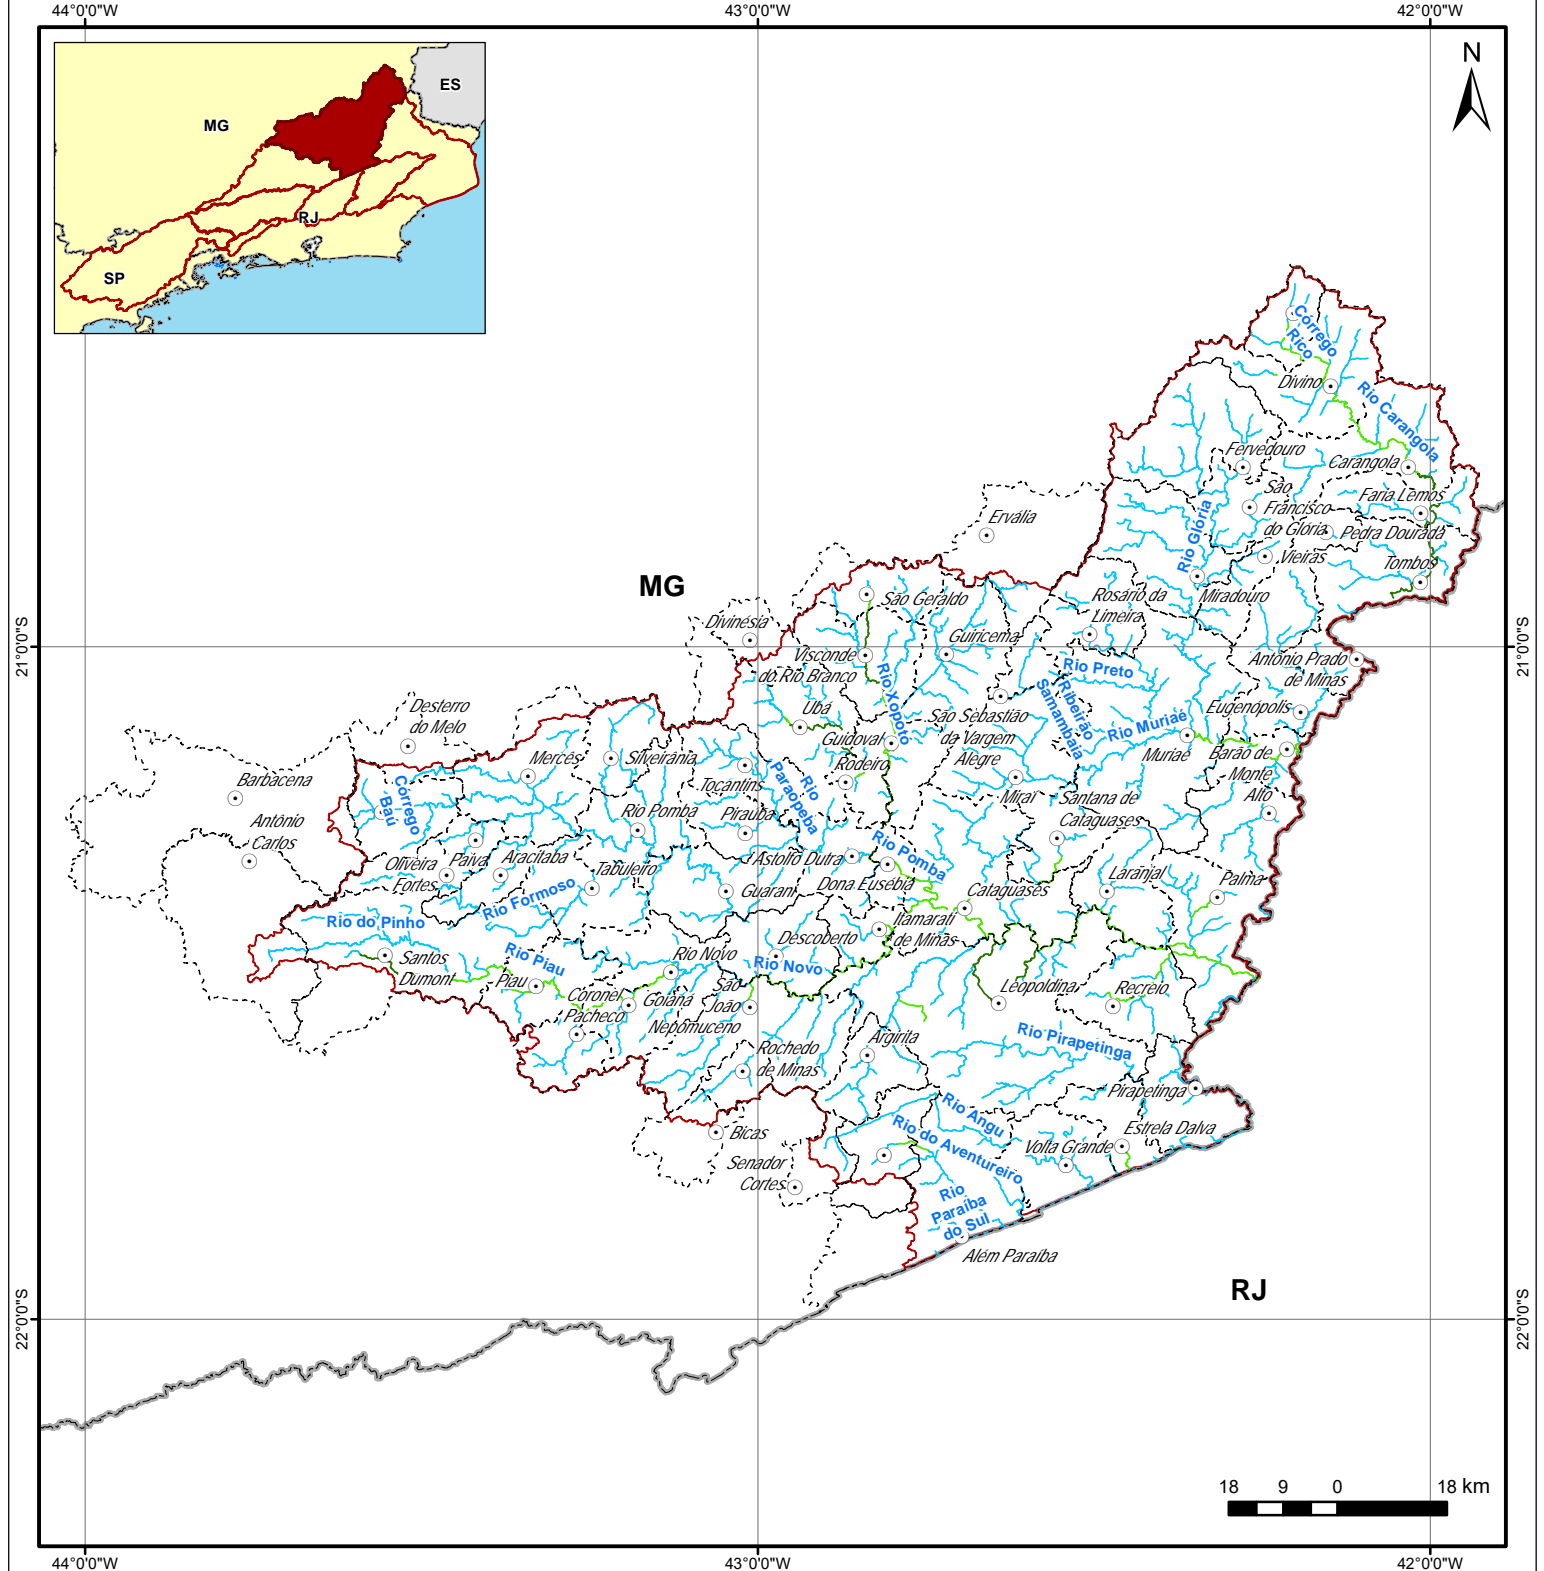 44°0'0"W
43°0'0"W
42°0'0"W
N
ES
MG
RJ
SP
Córrego
Rico
Divino
Rio Carangola
Fervedouro
Carangola
São
Francisco
do Glória
Faria Lemos
Rio Glória
Pedra Dourada
Ervália
Vieiras
Tombos
MG
Miradouro
São Geraldo
Rosário da
Limeira
Divinésia
Guiricema
21°0'0"S
21°0'0"S
Visconde
do Rio Branco
Rio Xopotó
Rio Preto
Antônio Prado
de Minas
Ribeirão
Samambaia
Desterro
do Melo
Ubá
São Sebastião
da Vargem
Alegre
Eugenópolis
Guidoval
Rio Muriaé
Muriaé
Barão de
Monte
Alto
Mercês
Silveirânia
Rodeiro
Tocantins
Rio
Paraopeba
Miraí
Barbacena
Córrego
Baú
Santana de
Cataguases
Rio Pomba
Piraúba
Antônio
Carlos
Oliveira
Fortes
Paiva
Aracitaba
Tabuleiro
Astolfo Dutra
Rio Pomba
Dona Eusébia
Guarani
Cataguases
Laranjal
Palma
Rio Formoso
Rio do Pinho
Itamarati
de Minas
Descoberto
Santos
Dumont
Rio Piau
Piau
Rio Novo
Rio Novo
Coronel
Pacheco
Goianá
São
João
Nepomuceno
Leopoldina
Recreio
Argirita
Rio Pirapetinga
Rochedo
de Minas
Pirapetinga
Rio Angu
Bicas
Rio do Aventureiro
Volta Grande
Estrela Dalva
Senador
Cortes
Rio
Paraíba
do Sul
Além Paraíba
RJ
22°0'0"S
22°0'0"S
18 9 0 18 km
44°0'0"W
43°0'0"W
42°0'0"W